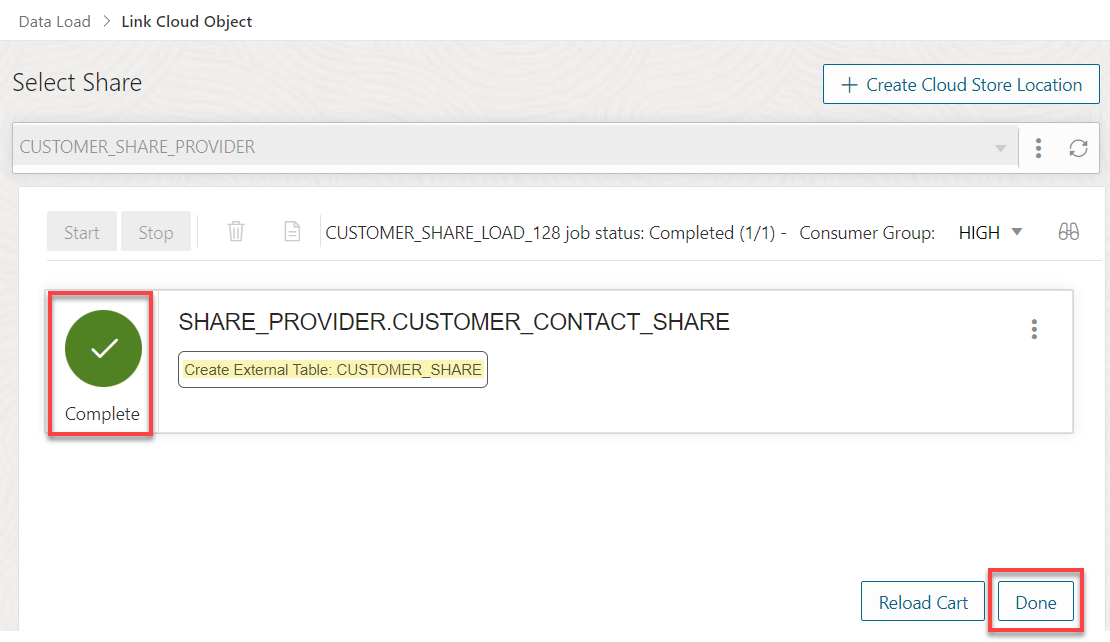 Data Load > Link Cloud Object
Select Share
+ Create Cloud Store Location
CUSTOMER_SHARE_PROVIDER
Start Stop CUSTOMER_SHARE_LOAD_128 job status: Completed (1/1) - Consumer Group: HIGH
SHARE_PROVIDER.CUSTOMER_CONTACT_SHARE
Create External Table: CUSTOMER_SHARE
Complete
Reload Cart Done